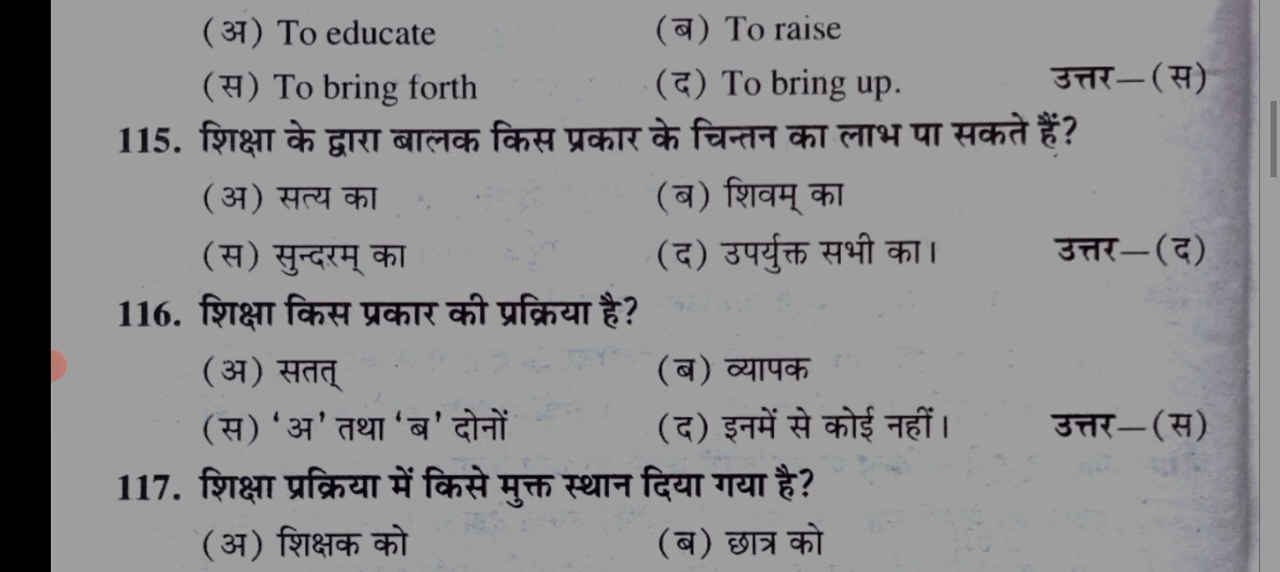 (अ) To educate (ब) To raise
(स) To bring forth (द) To bring up. उत्तर—(स)
115. शिक्षा के द्वारा बालक किस प्रकार के चिन्तन का लाभ पा सकते हैं?
(अ) सत्य का (ब) शिवम् का
(स) सुन्दरम् का (द) उपर्युक्त सभी का। उत्तर—(द)
116. शिक्षा किस प्रकार की प्रक्रिया है?
(अ) सतत् (ब) व्यापक
(स) 'अ' तथा 'ब' दोनों (द) इनमें से कोई नहीं। उत्तर—(स)
117. शिक्षा प्रक्रिया में किसे मुक्त स्थान दिया गया है?
(अ) शिक्षक को (ब) छात्र को